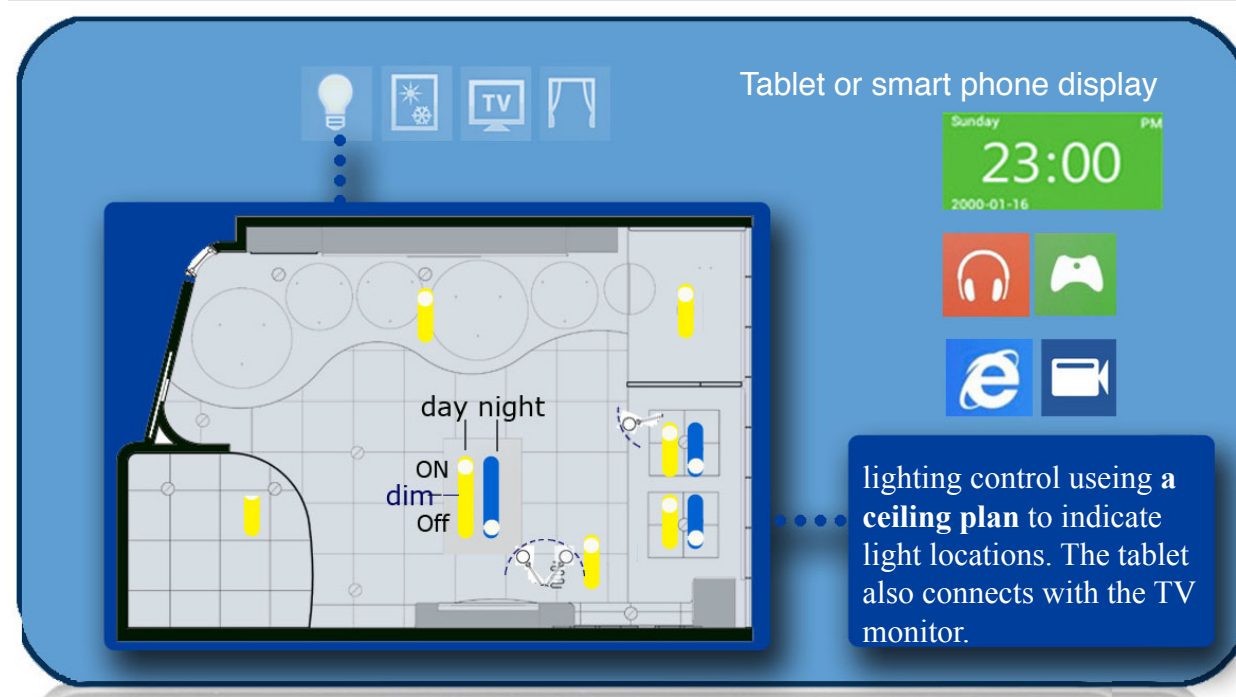 Tablet or smart phone display
TV
Sunday PM
23:00
2000-01-16
day night
ON
dim
Off
lighting control useing a
ceiling plan to indicate
light locations. The tablet
also connects with the TV
monitor.